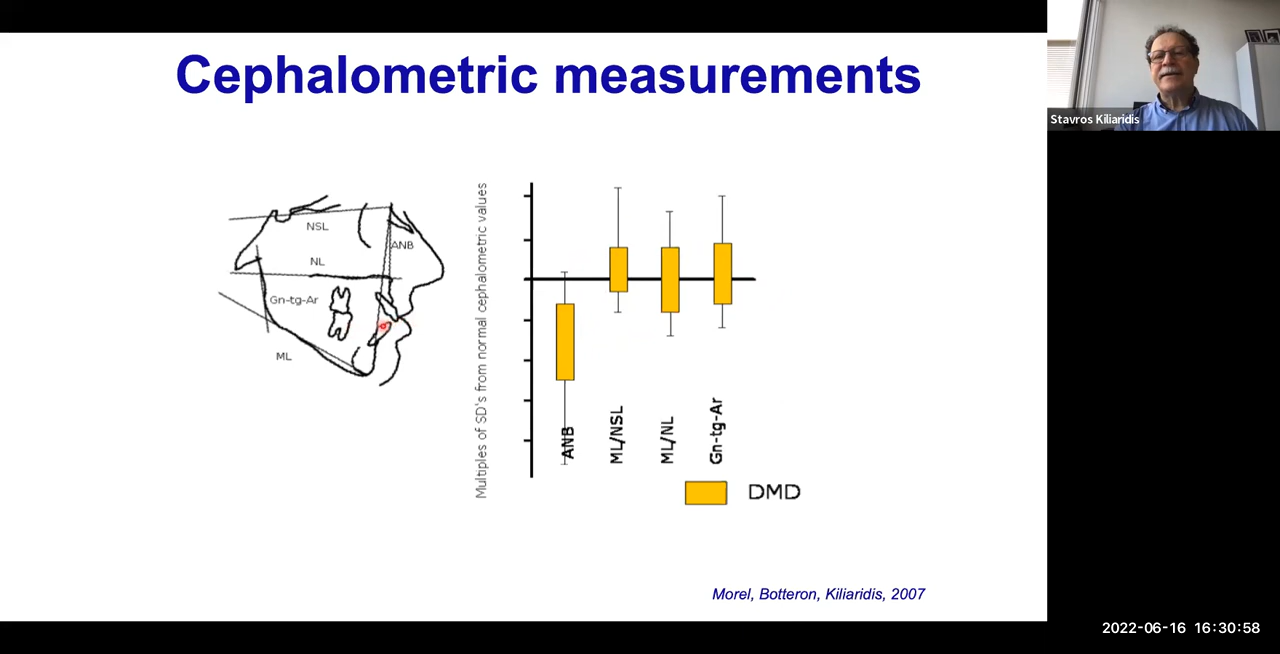 Cephalometric measurements
Stavros Kiliaridis
NSL
ANB
NL
Gn-tg-Ar
ML
Multiples of SD's from normal cephalometric values
ANB
ML/NSL
ML/NL
Gn-tg-Ar
DMD
Morel, Botteron, Kiliaridis, 2007
2022-06-16 16:30:58